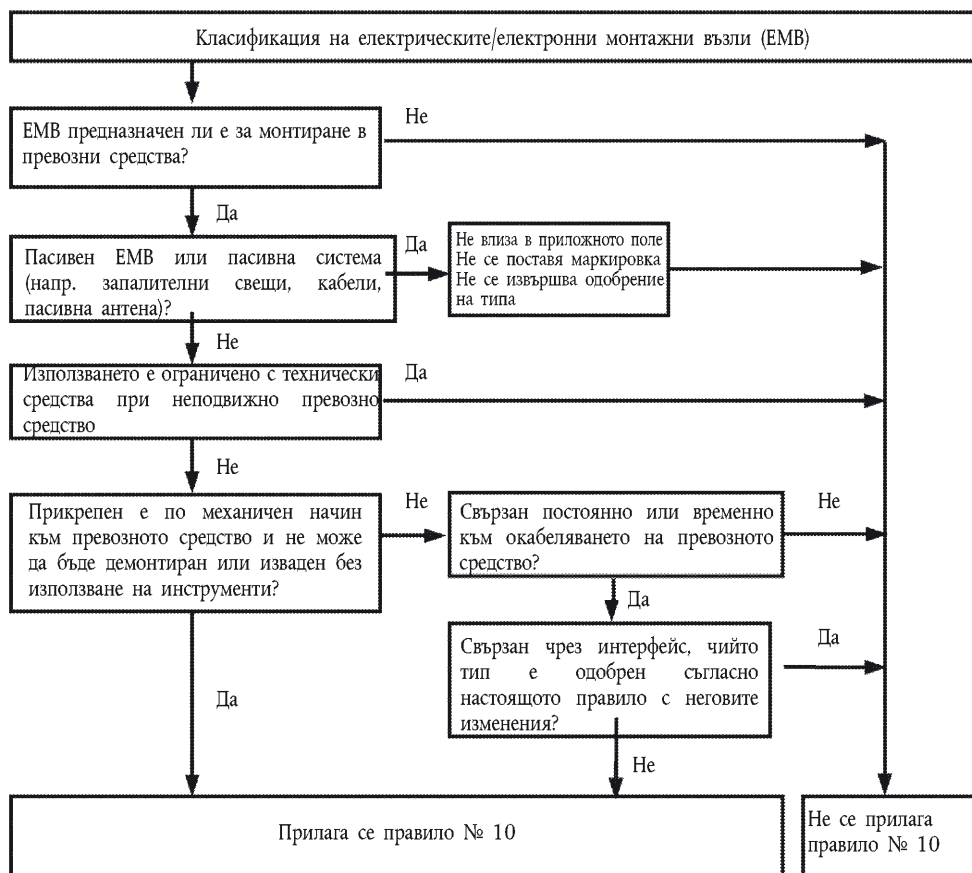 Класификация на електрическите/електронни монтажни възли (ЕМВ)
ЕМВ предназначен ли е за монтиране в
превозни средства?
Не
Да
Пасивен ЕМВ или пасивна система
(напр. запалителни свещи, кабели,
пасивна антена)?
Да
Не влиза в приложното поле
Не се поставя маркировка
Не се извършва одобрение
на типа
Не
Използването е ограничено с технически
средства при неподвижно превозно
средство
Да
Не
Прикрепен е по механичен начин
към превозното средство и не може
да бъде демонтиран или изваден без
използване на инструменти?
Не
Свързан постоянно или временно
към окабеляването на превозното
средство?
Не
Да
Свързан чрез интерфейс, чийто
тип е одобрен съгласно
настоящото правило с неговите
изменения?
Да
Да
Не
Прилага се правило № 10
Не се прилага
правило № 10